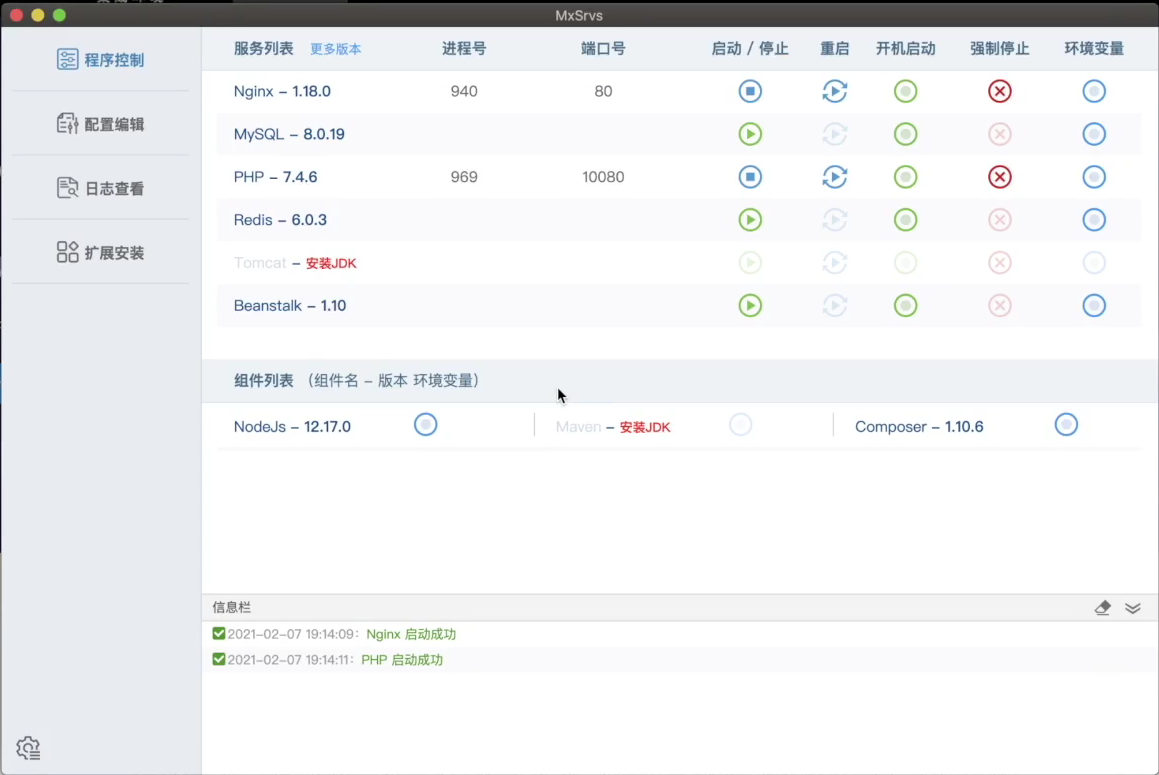 MxSrvs
程序控制
配置编辑
日志查看
扩展安装
服务列表 更多版本 进程号 端口号 启动 / 停止 重启 开机启动 强制停止 环境变量
Nginx – 1.18.0 940 80
MySQL – 8.0.19
PHP – 7.4.6 969 10080
Redis – 6.0.3
Tomcat – 安装JDK
Beanstalk – 1.10
组件列表 （组件名 – 版本 环境变量）
NodeJs – 12.17.0 Maven – 安装JDK Composer – 1.10.6
信息栏
2021–02–07 19:14:09： Nginx 启动成功
2021–02–07 19:14:11： PHP 启动成功